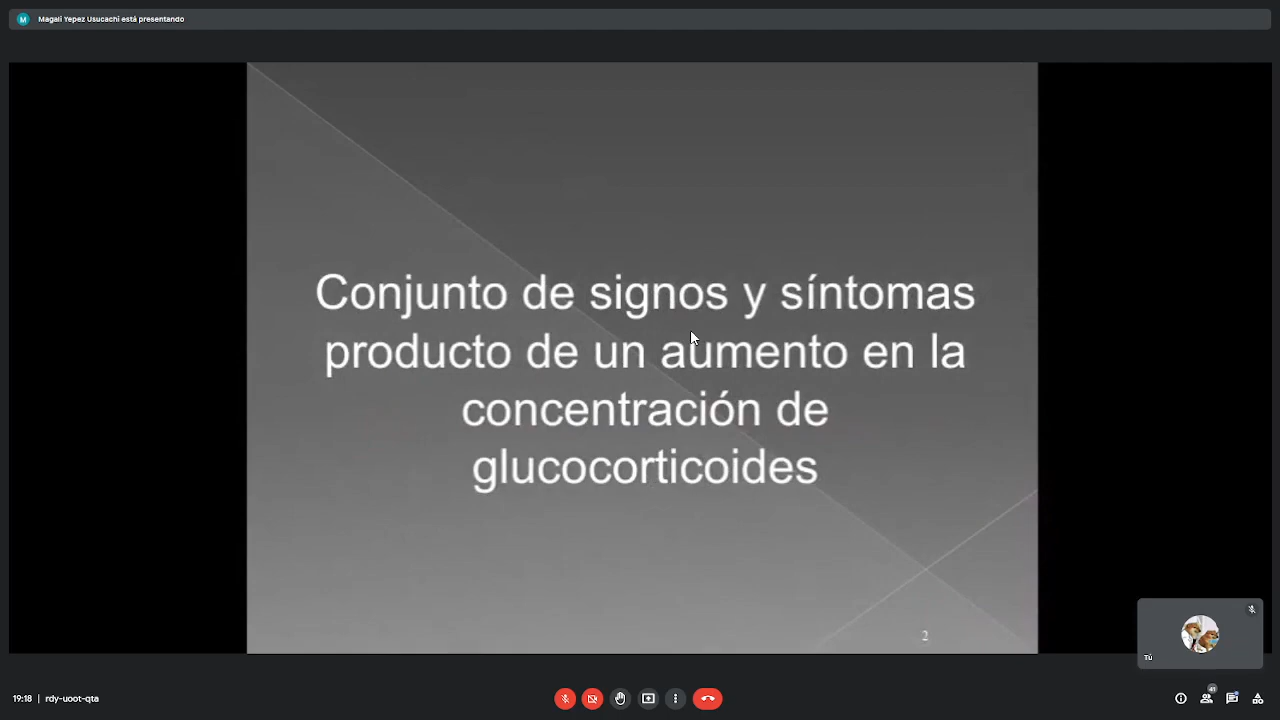 M Magali Yepez Usucachi está presentando
Conjunto de signos y síntomas
producto de un aumento en la
concentración de
glucocorticoides
2
Tú
19:18 | rdy-uoot-qta
41